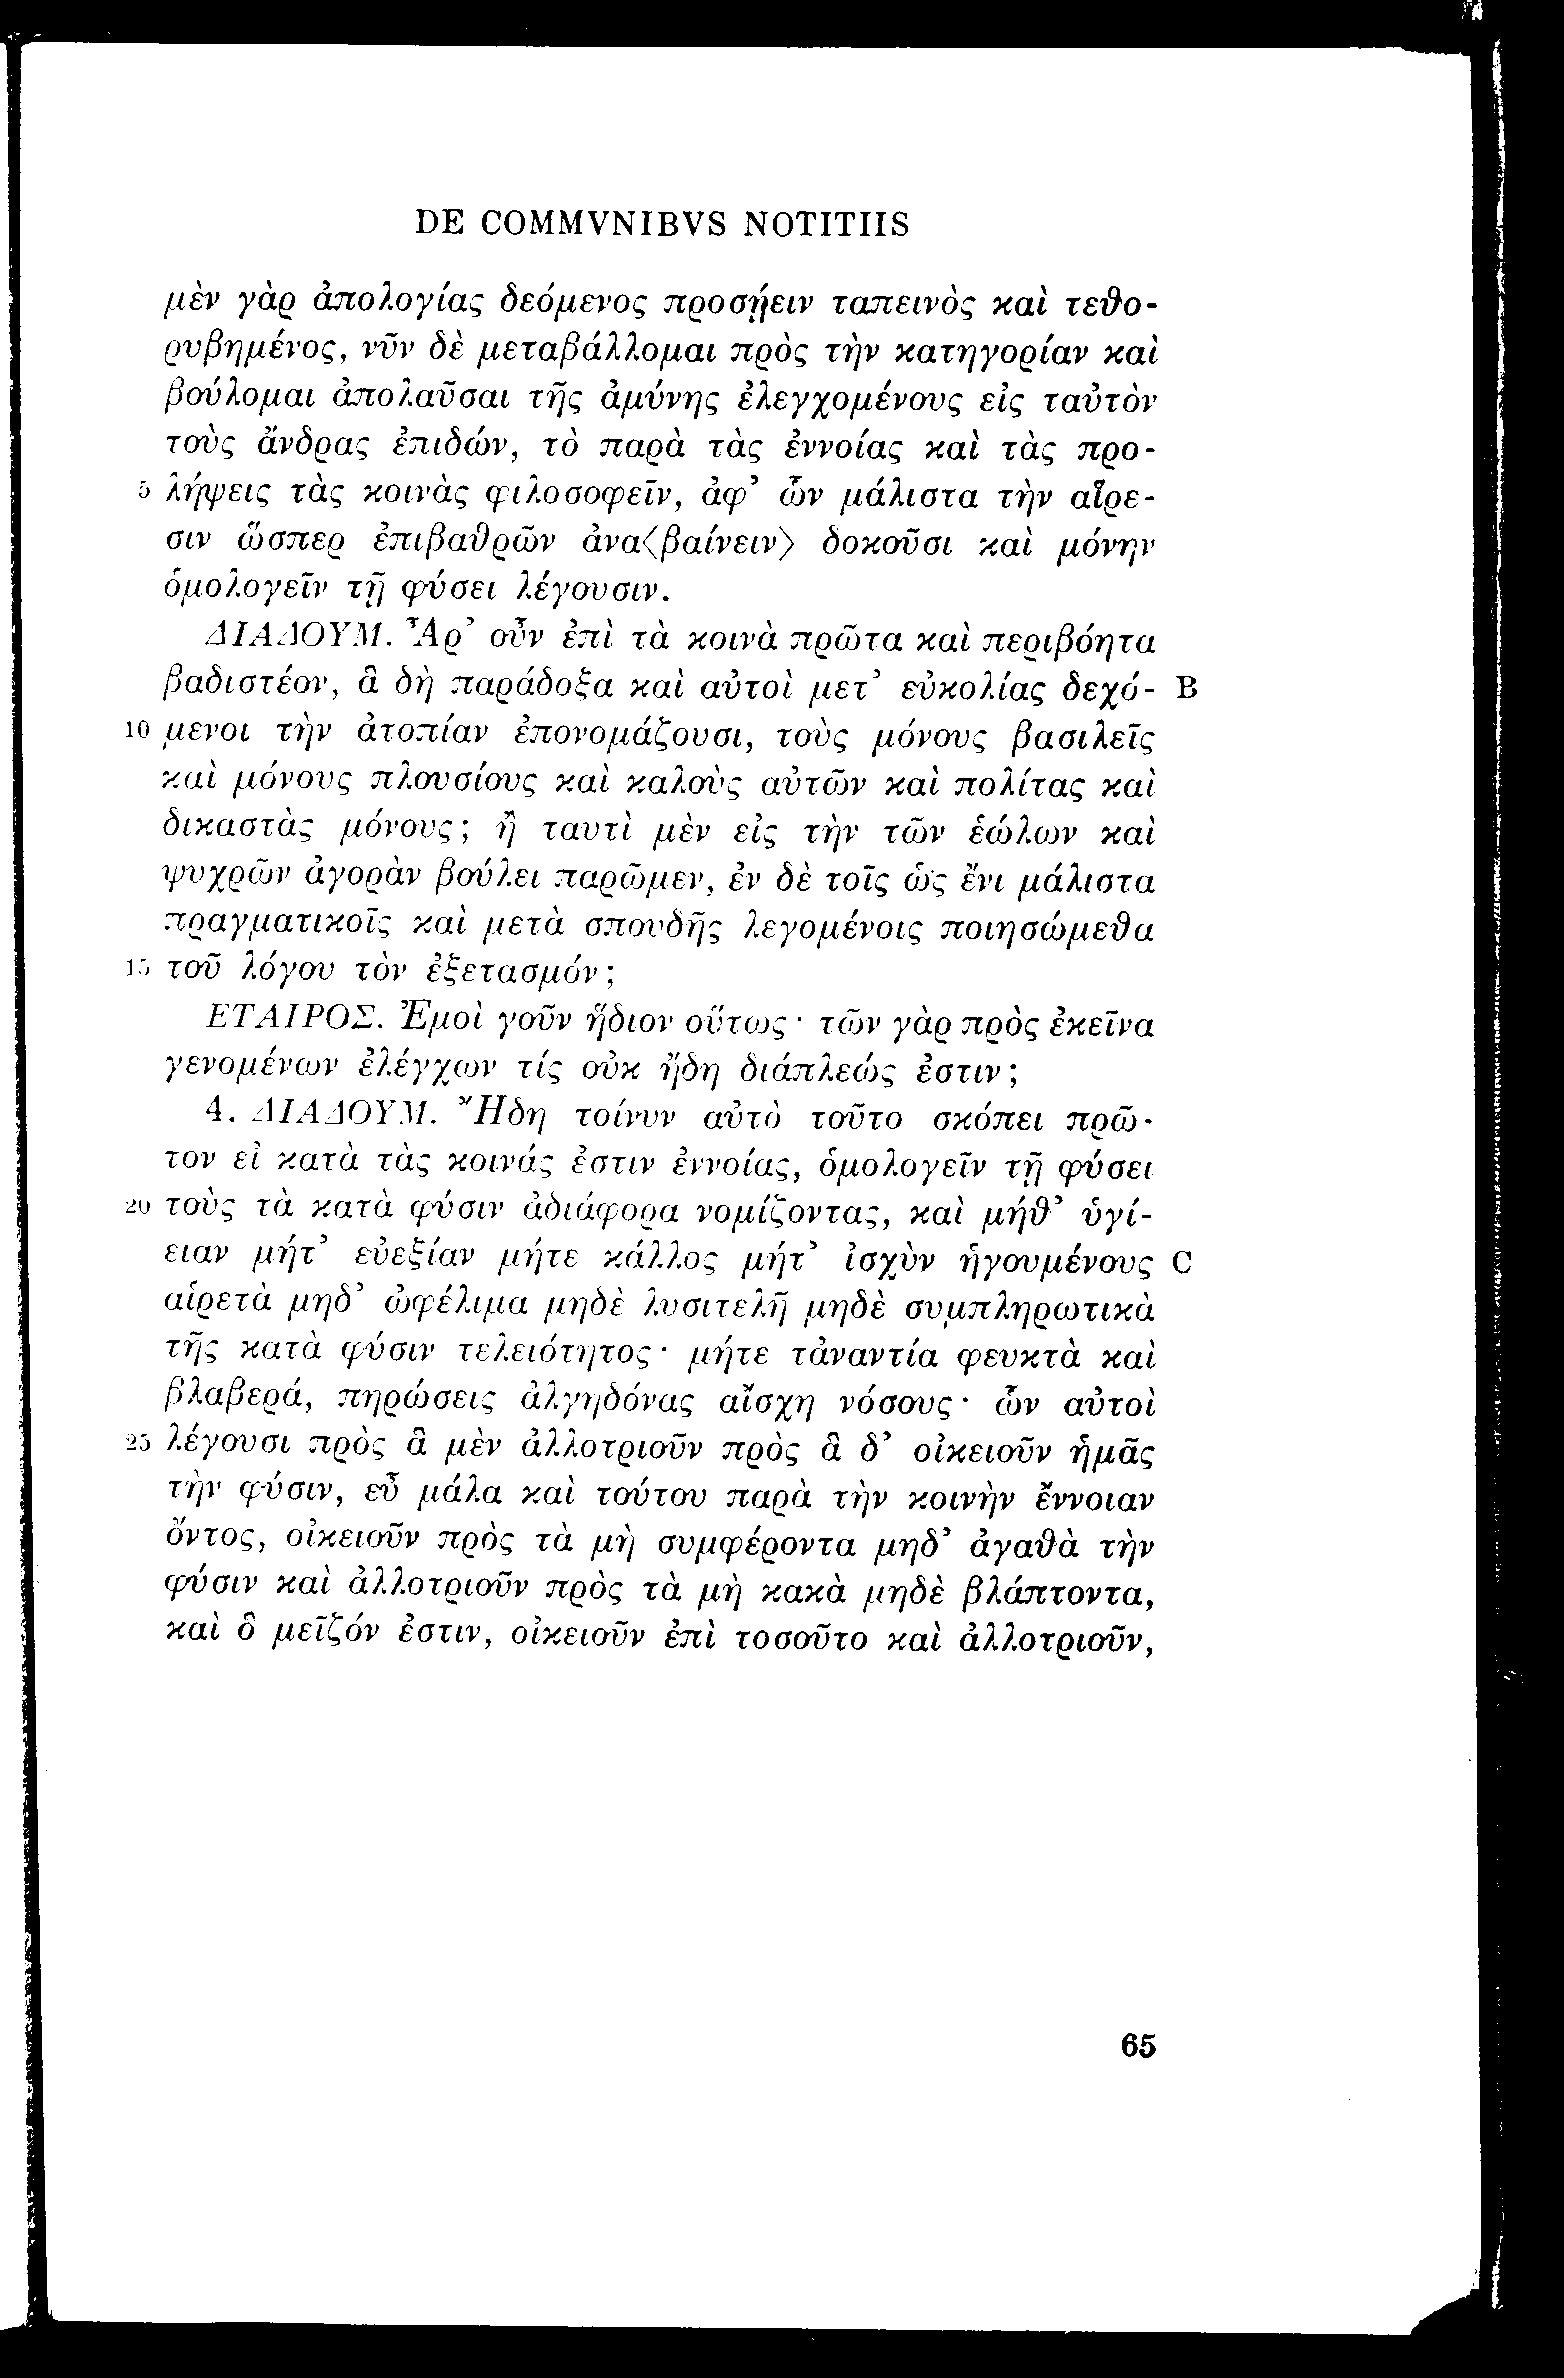 DE COMMVNIBVS NOTITIIS
μὲν γὰρ ἀπολογίας δεόμενος προσῄειν ταπεινὸς καὶ τεθο-
ρυβημένος, νῦν δὲ μεταβάλλομαι πρὸς τὴν κατηγορίαν καὶ
βούλομαι ἀπολαῦσαι τῆς ἀμύνης ἐλεγχομένους εἰς ταὐτὸν
τοὺς ἄνδρας ἐπιδών, τὸ παρὰ τὰς ἐννοίας καὶ τὰς προ-
5 λήψεις τὰς κοινὰς φιλοσοφεῖν, ἀφ’ ὧν μάλιστα τὴν αἵρε-
σιν ὥσπερ ἐπιβαθρῶν ἀνα⟨βαίνειν⟩ δοκοῦσι καὶ μόνην
ὁμολογεῖν τῇ φύσει λέγουσιν.
ΔΙΑΔΟΥΜ. Ἆρ’ οὖν ἐπὶ τὰ κοινὰ πρῶτα καὶ περιβόητα
βαδιστέον, ἃ δὴ παράδοξα καὶ αὐτοὶ μετ’ εὐκολίας δεχό- B
10 μενοι τὴν ἀτοπίαν ἐπονομάζουσι, τοὺς μόνους βασιλεῖς
καὶ μόνους πλουσίους καὶ καλοὺς αὐτῶν καὶ πολίτας καὶ
δικαστὰς μόνους; ἢ ταυτὶ μὲν εἰς τὴν τῶν ἑώλων καὶ
ψυχρῶν ἀγορὰν βούλει παρῶμεν, ἐν δὲ τοῖς ὡς ἔνι μάλιστα
πραγματικοῖς καὶ μετὰ σπουδῆς λεγομένοις ποιησώμεθα
15 τοῦ λόγου τὸν ἐξετασμόν;
ΕΤΑΙΡΟΣ. Ἐμοὶ γοῦν ἥδιον οὕτως· τῶν γὰρ πρὸς ἐκεῖνα
γενομένων ἐλέγχων τίς οὐκ ἤδη διάπλεώς ἐστιν;
4. ΔΙΑΔΟΥΜ. Ἤδη τοίνυν αὐτὸ τοῦτο σκόπει πρῶ-
τον εἰ κατὰ τὰς κοινάς ἐστιν ἐννοίας, ὁμολογεῖν τῇ φύσει
20 τοὺς τὰ κατὰ φύσιν ἀδιάφορα νομίζοντας, καὶ μήθ’ ὑγί-
ειαν μήτ’ εὐεξίαν μήτε κάλλος μήτ’ ἰσχὺν ἡγουμένους C
αἱρετὰ μηδ’ ὠφέλιμα μηδὲ λυσιτελῆ μηδὲ συμπληρωτικὰ
τῆς κατὰ φύσιν τελειότητος· μήτε τἀναντία φευκτὰ καὶ
βλαβερά, πηρώσεις ἀλγηδόνας αἴσχη νόσους· ὧν αὐτοὶ
25 λέγουσι πρὸς ἃ μὲν ἀλλοτριοῦν πρὸς ἃ δ’ οἰκειοῦν ἡμᾶς
τὴν φύσιν, εὖ μάλα καὶ τούτου παρὰ τὴν κοινὴν ἔννοιαν
ὄντος, οἰκειοῦν πρὸς τὰ μὴ συμφέροντα μηδ’ ἀγαθὰ τὴν
φύσιν καὶ ἀλλοτριοῦν πρὸς τὰ μὴ κακὰ μηδὲ βλάπτοντα,
καὶ ὃ μεῖζόν ἐστιν, οἰκειοῦν ἐπὶ τοσοῦτο καὶ ἀλλοτριοῦν,
65